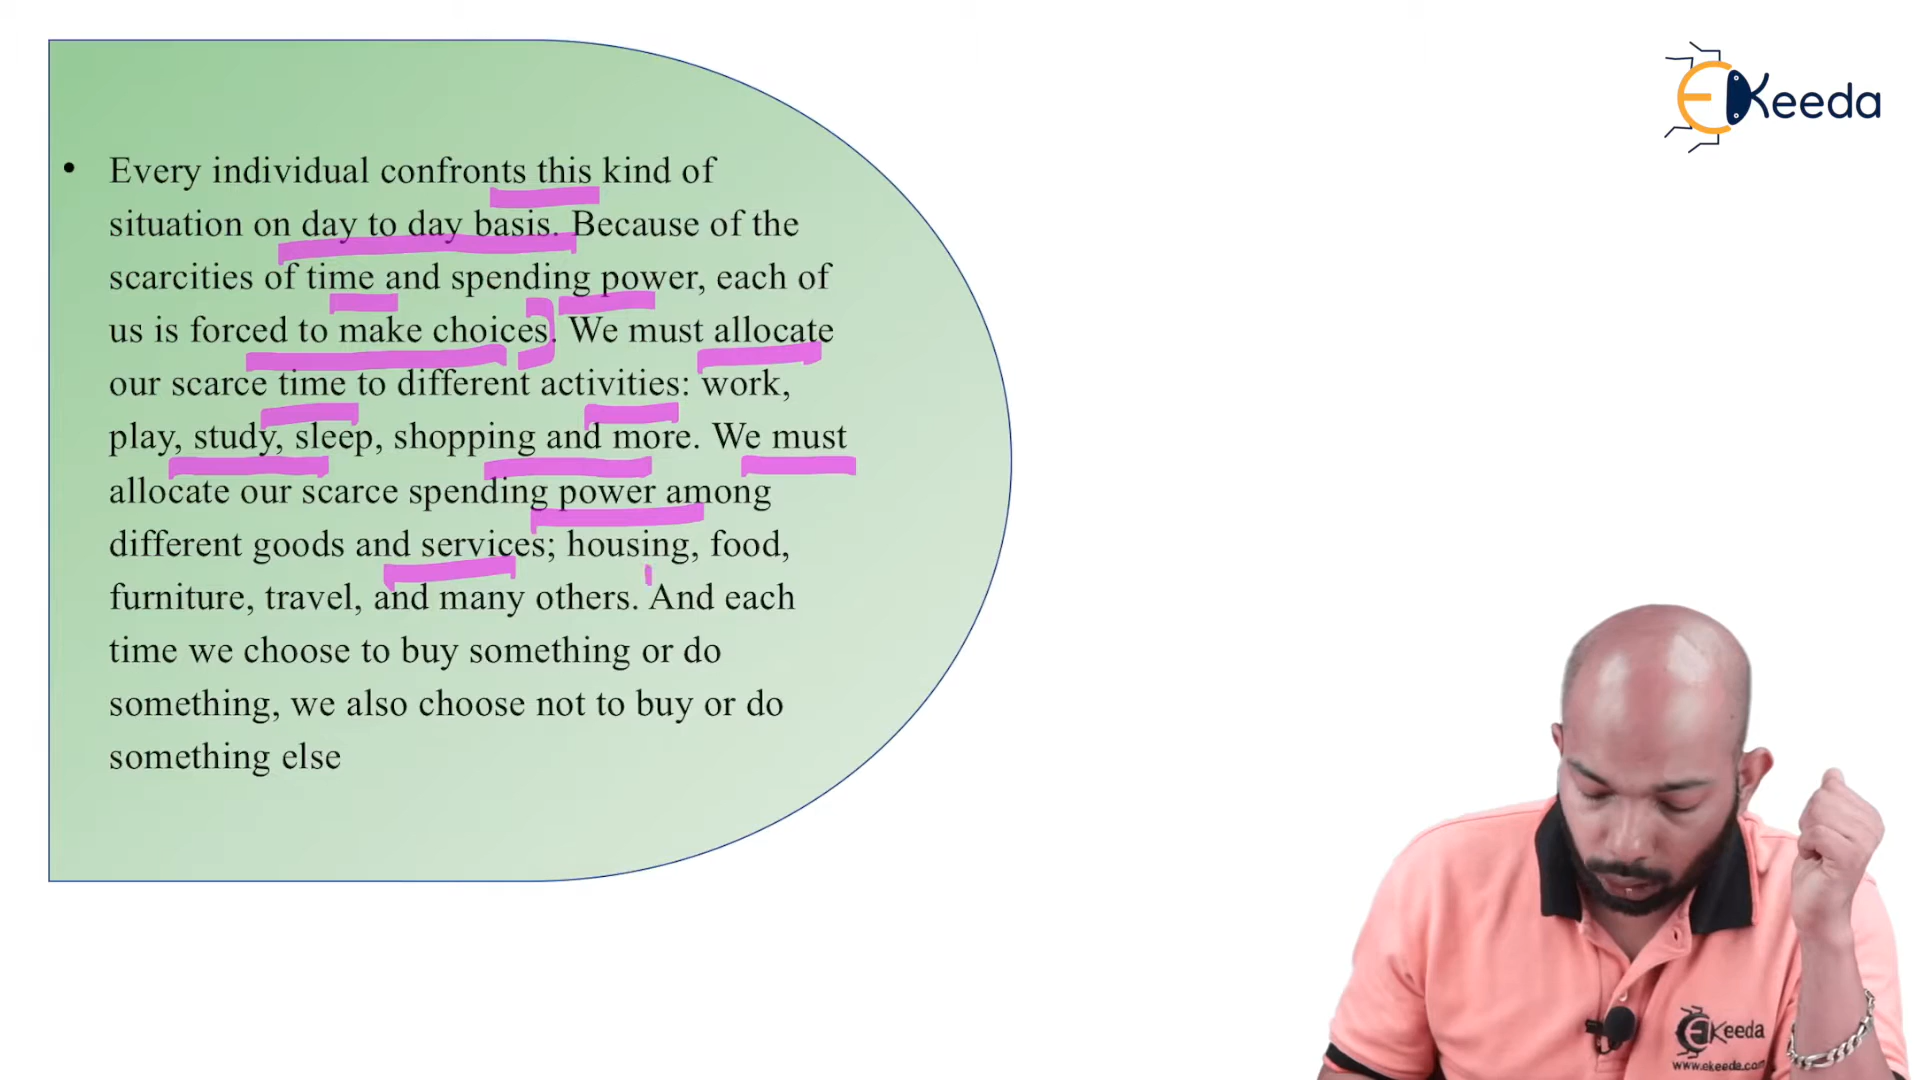 EKeeda
• Every individual confronts this kind of
situation on day to day basis. Because of the
scarcities of time and spending power, each of
us is forced to make choices. We must allocate
our scarce time to different activities: work,
play, study, sleep, shopping and more. We must
allocate our scarce spending power among
different goods and services; housing, food,
furniture, travel, and many others. And each
time we choose to buy something or do
something, we also choose not to buy or do
something else
EKeeda
www.ekeeda.com